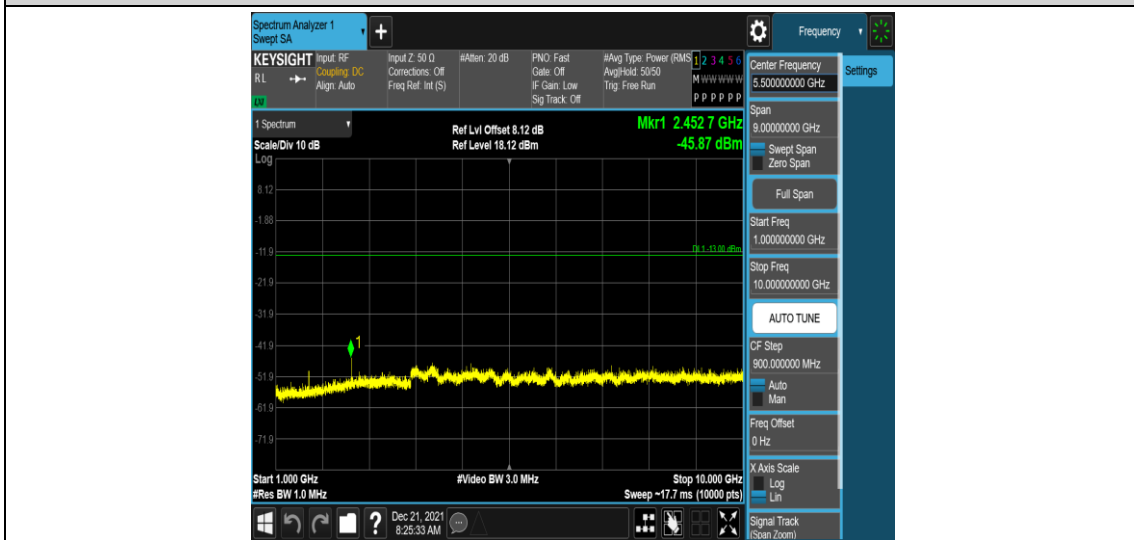 Spectrum Analyzer 1
Swept SA
+
Frequency
KEYSIGHT
RL
LXI
Input: RF
Coupling: DC
Align: Auto
Input Z: 50 Ω
Corrections: Off
Freq Ref: Int (S)
#Atten: 20 dB
PNO: Fast
Gate: Off
IF Gain: Low
Sig Track: Off
#Avg Type: Power (RMS
Avg|Hold: 50/50
Trig: Free Run
1 2 3 4 5 6
M W W W W W
P P P P P P
1 Spectrum
Scale/Div 10 dB
Log
Ref Lvl Offset 8.12 dB
Ref Level 18.12 dBm
Mkr1 2.452 7 GHz
-45.87 dBm
8.12
-1.88
-11.9
DL1 -13.00 dBm
-21.9
-31.9
-41.9
1
-51.9
-61.9
-71.9
Start 1.000 GHz
#Video BW 3.0 MHz
Stop 10.000 GHz
#Res BW 1.0 MHz
Sweep ~17.7 ms (10000 pts)
?
Dec 21, 2021
8:25:33 AM
Center Frequency
5.500000000 GHz
Settings
Span
9.00000000 GHz
Swept Span
Zero Span
Full Span
Start Freq
1.000000000 GHz
Stop Freq
10.000000000 GHz
AUTO TUNE
CF Step
900.000000 MHz
Auto
Man
Freq Offset
0 Hz
X Axis Scale
Log
Lin
Signal Track
(Span Zoom)